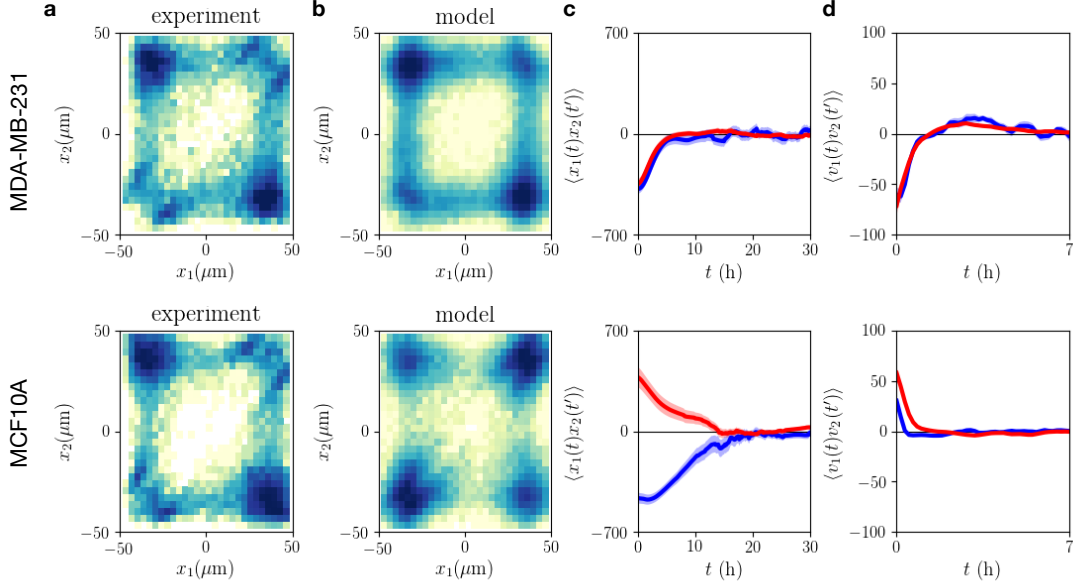 a b c d
experiment model
MDA-MB-231
50 50 700 100
x₂(μm) x₂(μm) ⟨x₁(t)x₂(t′)⟩ ⟨v₁(t)v₂(t′)⟩
50
0 0 0 0
−50
−50 −50 −700 −100
−50 0 50 −50 0 50 0 10 20 30 0 7
x₁(μm) x₁(μm) t (h) t (h)
experiment model
MCF10A
50 50 700 100
x₂(μm) x₂(μm) ⟨x₁(t)x₂(t′)⟩ ⟨v₁(t)v₂(t′)⟩
50
0 0 0 0
−50
−50 −50 −700 −100
−50 0 50 −50 0 50 0 10 20 30 0 7
x₁(μm) x₁(μm) t (h) t (h)